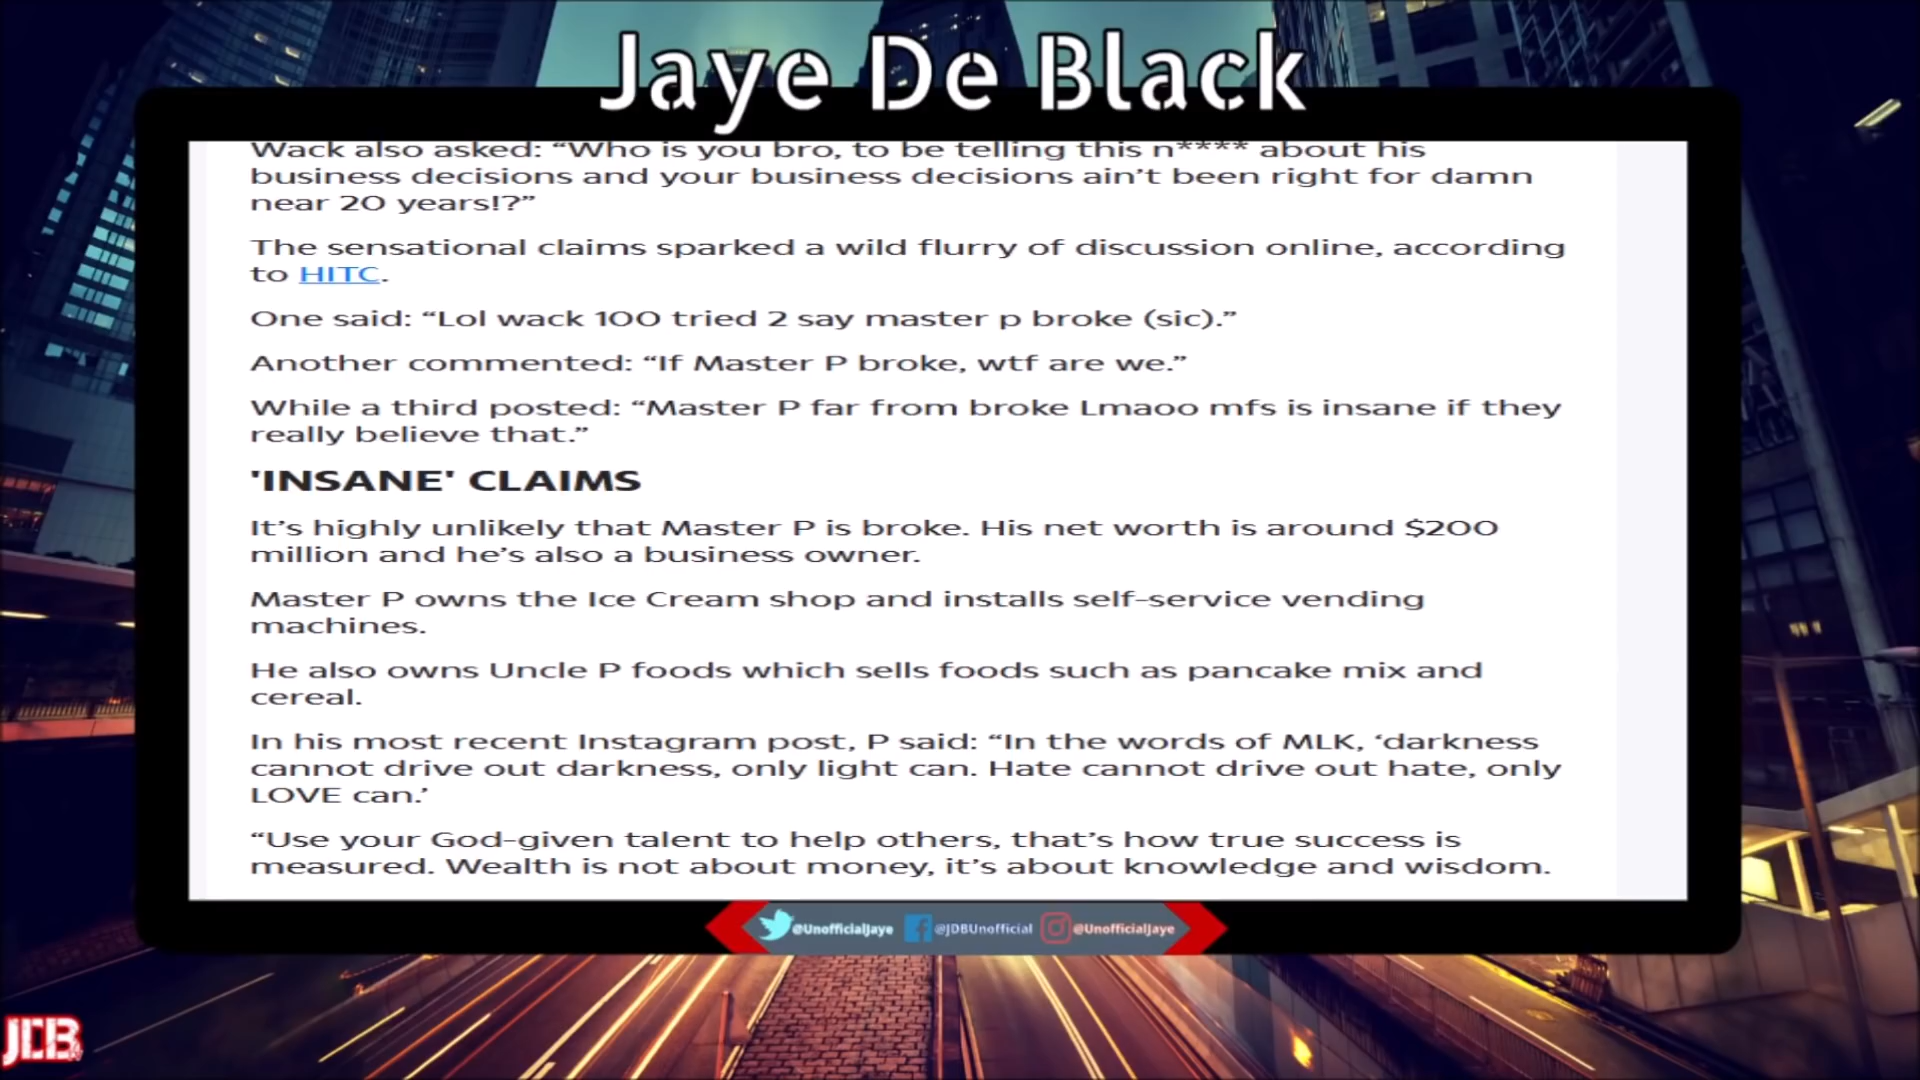 Jaye De Black
Wack also asked: “Who is you bro, to be telling this n**** about his
business decisions and your business decisions ain’t been right for damn
near 20 years!?”
The sensational claims sparked a wild flurry of discussion online, according
to HITC.
One said: “Lol wack 100 tried 2 say master p broke (sic).”
Another commented: “If Master P broke, wtf are we.”
While a third posted: “Master P far from broke Lmaoo mfs is insane if they
really believe that.”
'INSANE' CLAIMS
It’s highly unlikely that Master P is broke. His net worth is around $200
million and he’s also a business owner.
Master P owns the Ice Cream shop and installs self-service vending
machines.
He also owns Uncle P foods which sells foods such as pancake mix and
cereal.
In his most recent Instagram post, P said: “In the words of MLK, ‘darkness
cannot drive out darkness, only light can. Hate cannot drive out hate, only
LOVE can.’
“Use your God-given talent to help others, that’s how true success is
measured. Wealth is not about money, it’s about knowledge and wisdom.
@UnofficialJaye @JDBUnofficial @UnofficialJaye